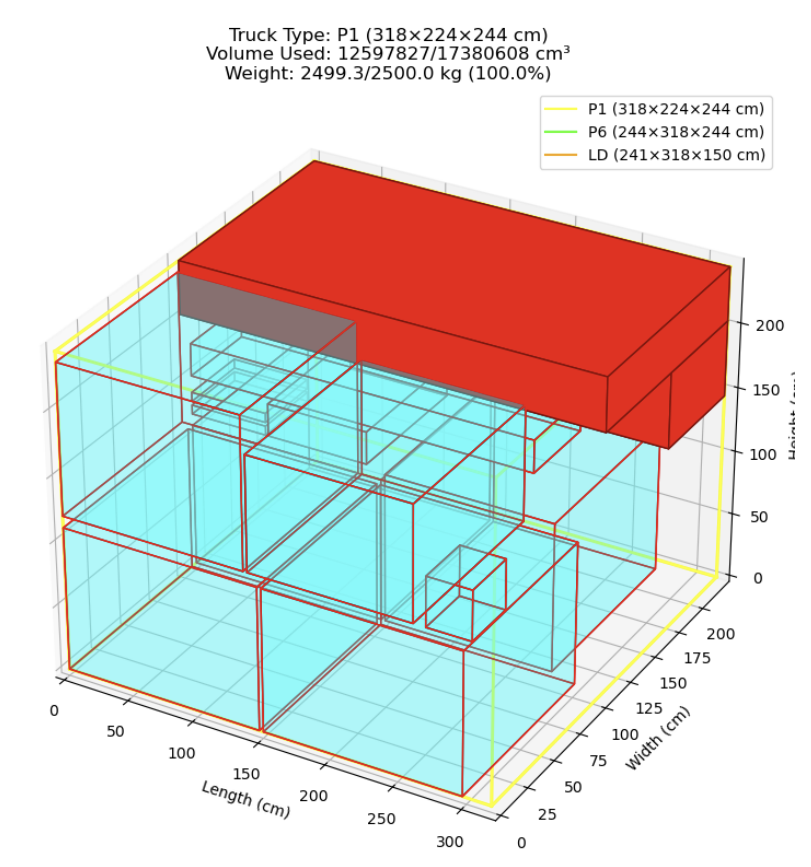 Truck Type: P1 (318×224×244 cm)
Volume Used: 12597827/17380608 cm³
Weight: 2499.3/2500.0 kg (100.0%)
P1 (318×224×244 cm)
P6 (244×318×244 cm)
LD (241×318×150 cm)
200
150
100
50
0
Height (cm)
200
175
150
125
100
75
50
25
0
Width (cm)
0
50
100
150
200
250
300
Length (cm)